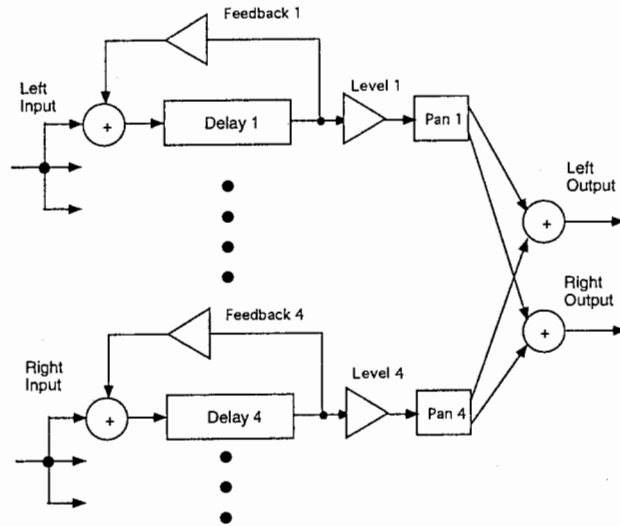 Feedback 1
Left
Input
Level 1
+
Delay 1
Pan 1
Left
Output
+
Right
Output
+
Feedback 4
Right
Input
Level 4
+
Delay 4
Pan 4